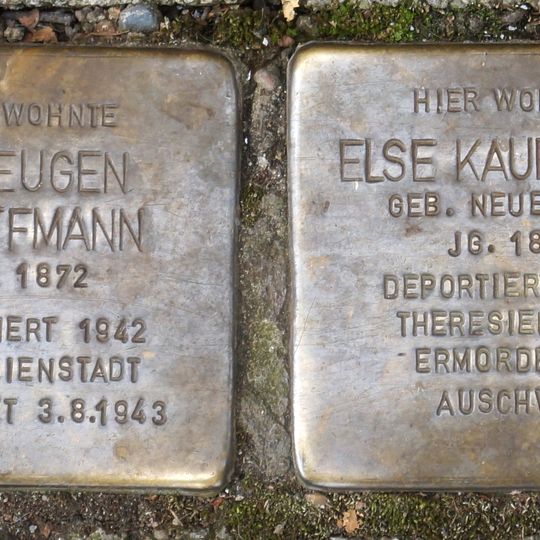 WOHNTE
EUGEN
FMANN
1872
IERT 1942
IENSTADT
T 3.8.1943
HIER WO
ELSE KAU
GEB. NEUE
JG. 18
DEPORTIER
THERESIE
ERMORDE
AUSCHW